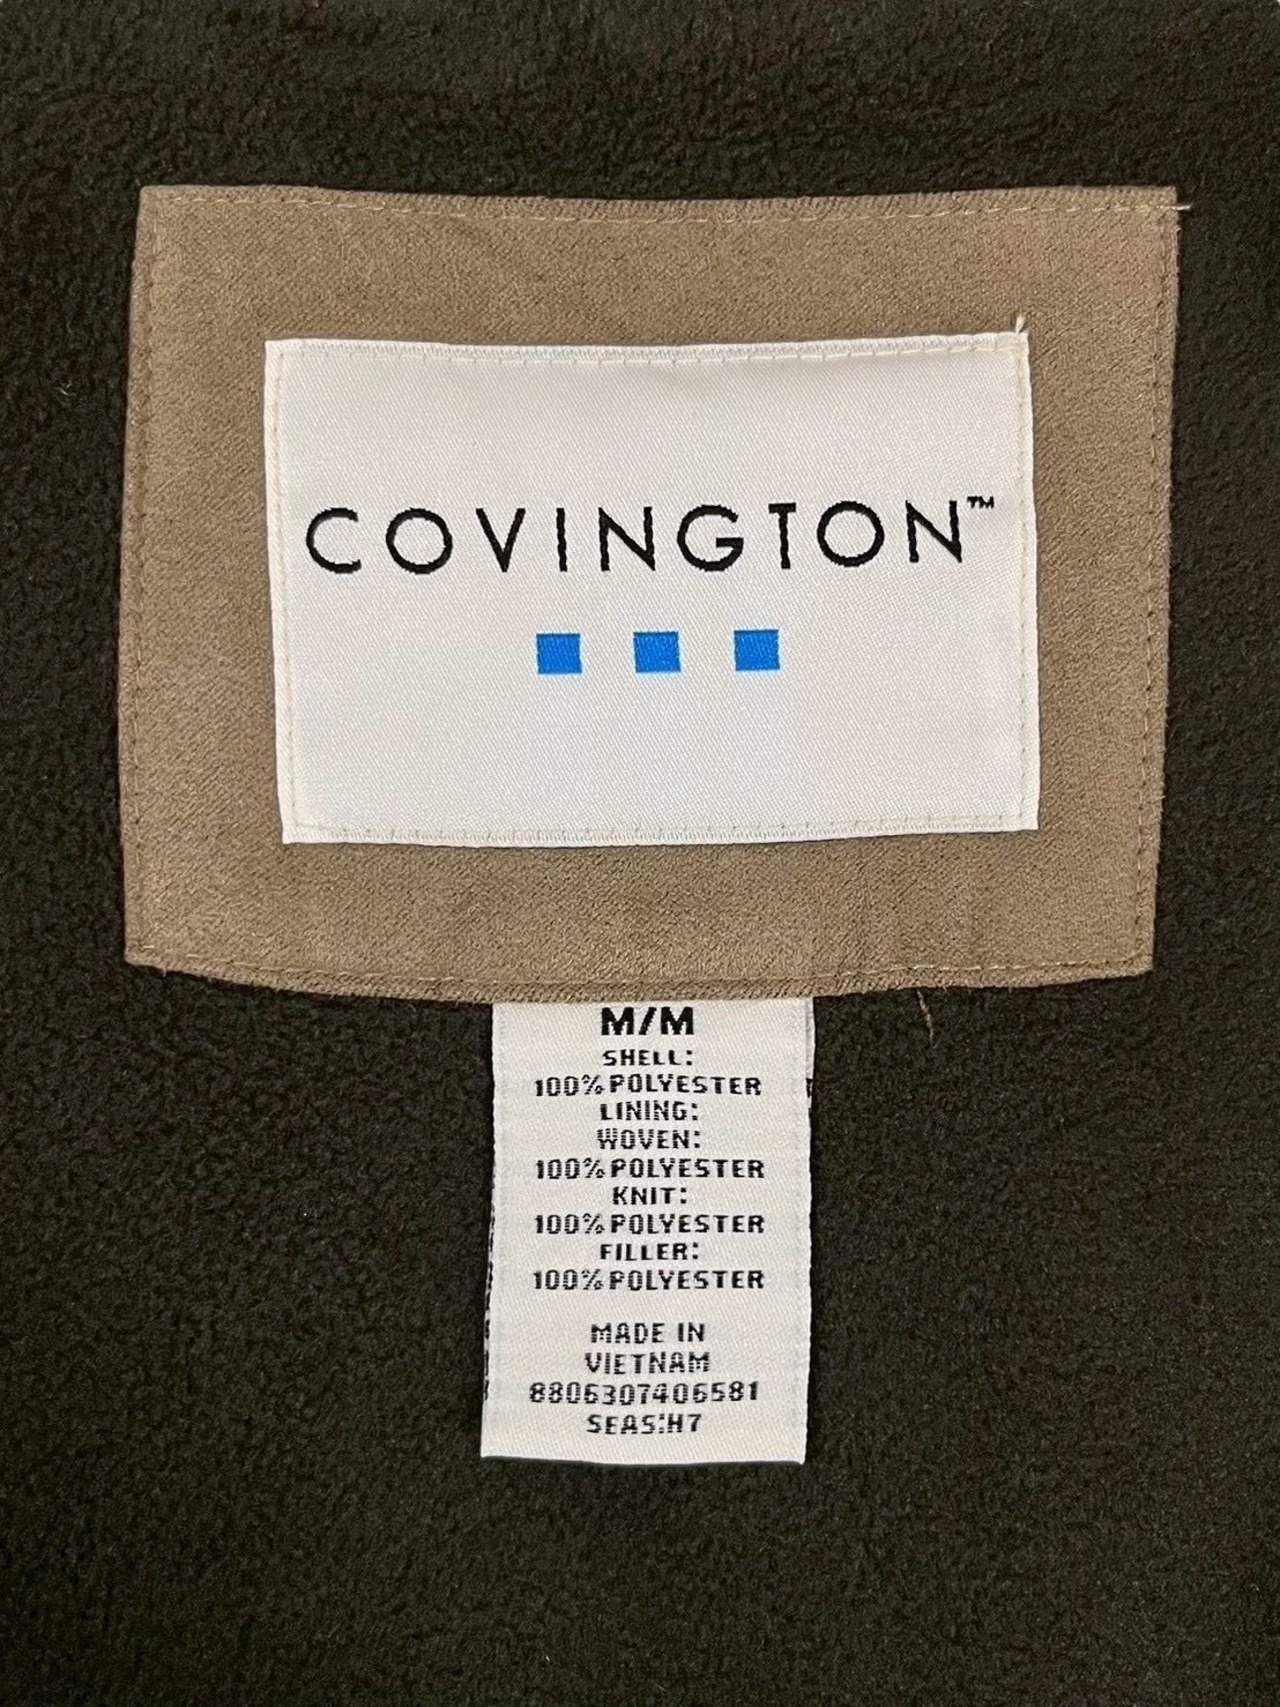 COVINGTON™
M/M
SHELL:
100% POLYESTER
LINING:
WOVEN:
100% POLYESTER
KNIT:
100% POLYESTER
FILLER:
100% POLYESTER
MADE IN
VIETNAM
8806307406581
SEAS:H7